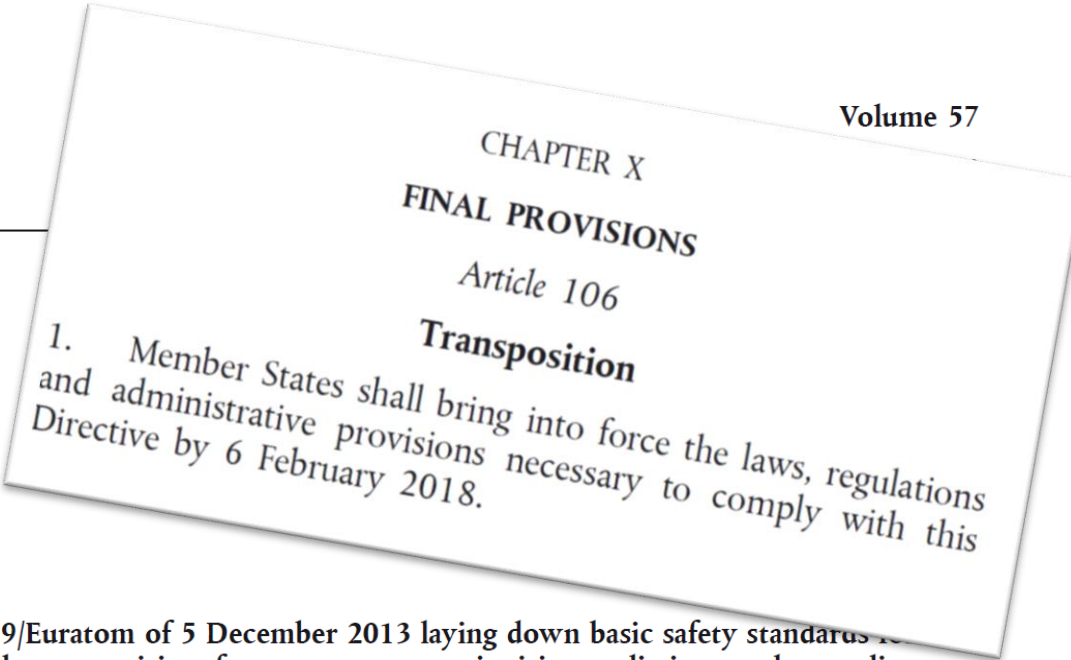 Volume 57
CHAPTER X
FINAL PROVISIONS
Article 106
Transposition
1. Member States shall bring into force the laws, regulations
and administrative provisions necessary to comply with this
Directive by 6 February 2018.
9/Euratom of 5 December 2013 laying down basic safety standards